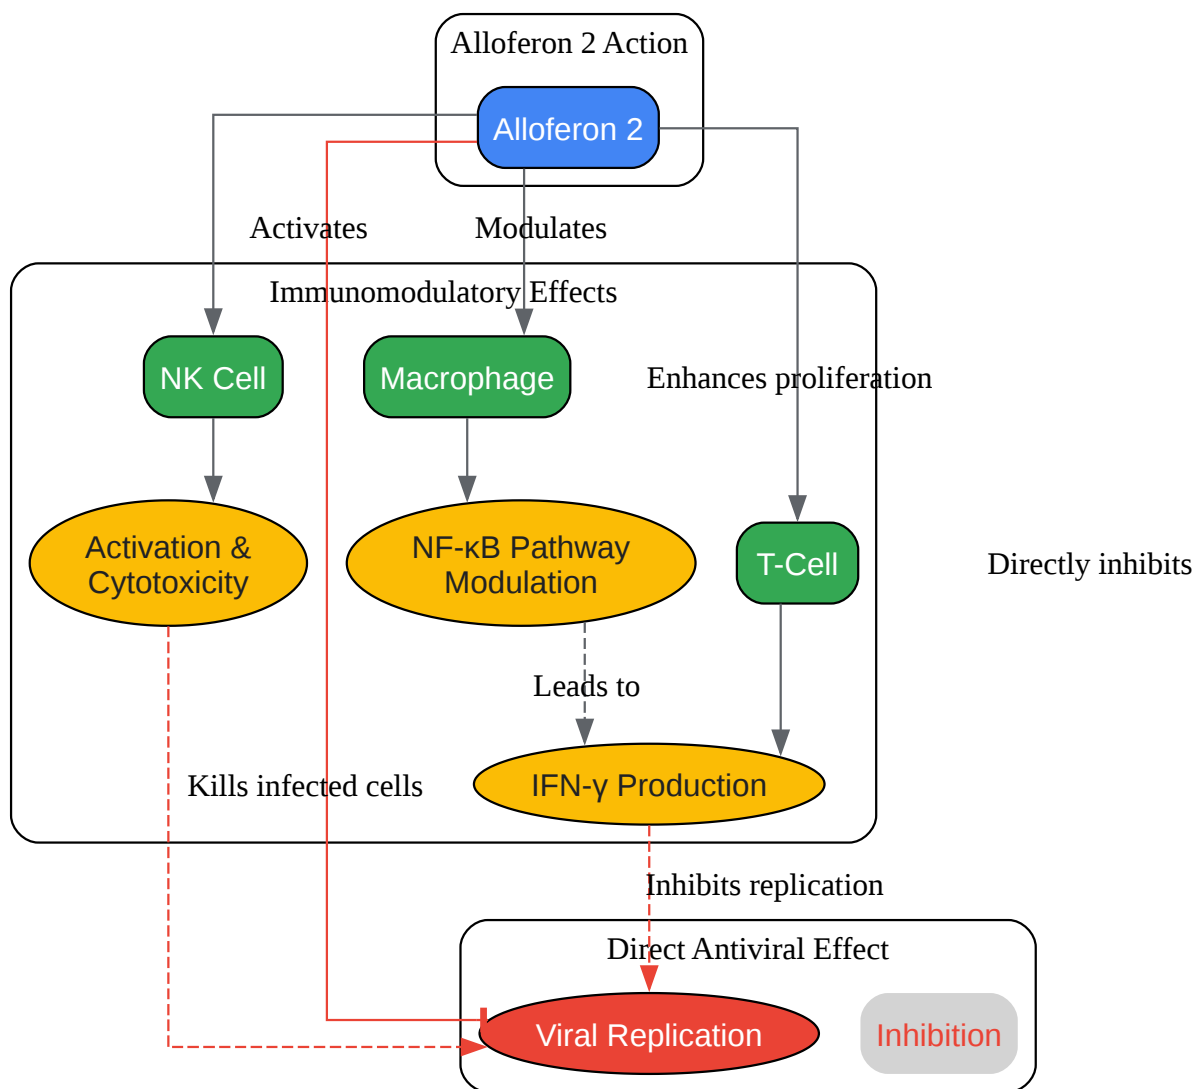 Alloferon 2 Action
Alloferon 2
Activates
Modulates
Immunomodulatory Effects
NK Cell
Macrophage
Enhances proliferation
Activation &
Cytotoxicity
NF-κB Pathway
Modulation
T-Cell
Directly inhibits
Leads to
Kills infected cells
IFN-γ Production
Inhibits replication
Direct Antiviral Effect
Viral Replication
Inhibition